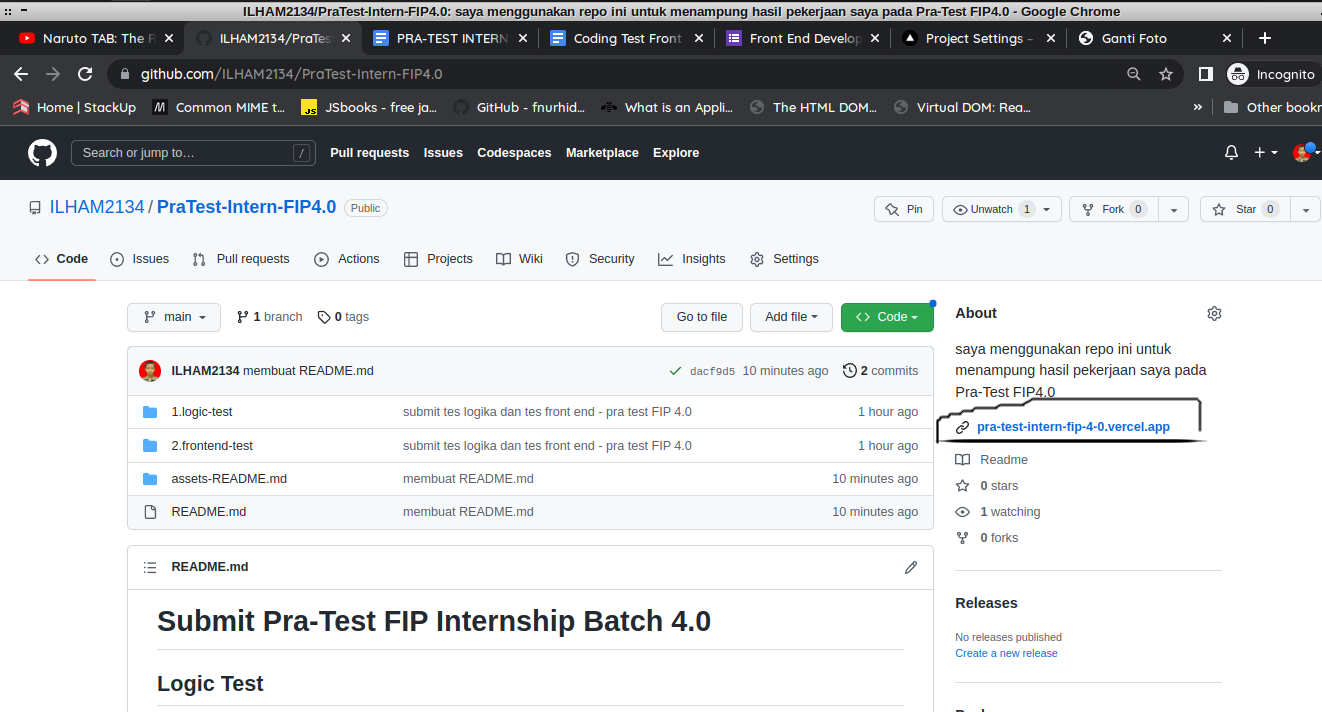 ILHAM2134/PraTest-Intern-FIP4.0: saya menggunakan repo ini untuk menampung hasil pekerjaan saya pada Pra-Test FIP4.0 - Google Chrome
Naruto TAB: The
ILHAM2134/PraTes
PRA-TEST INTERN
Coding Test Front
Front End Develop
Project Settings -
Ganti Foto
github.com/ILHAM2134/PraTest-Intern-FIP4.0
Incognito
Home | StackUp
Common MIME t...
JSbooks - free ja...
GitHub - fnurhid...
What is an Appli...
The HTML DOM...
Virtual DOM: Rea...
»
Other bookr
Search or jump to…
/
Pull requests
Issues
Codespaces
Marketplace
Explore
ILHAM2134 / PraTest-Intern-FIP4.0
Public
Pin
Unwatch 1
Fork 0
Star 0
Code
Issues
Pull requests
Actions
Projects
Wiki
Security
Insights
Settings
main
1 branch
0 tags
Go to file
Add file
Code
ILHAM2134 membuat README.md
dacf9d5 10 minutes ago
2 commits
1.logic-test submit tes logika dan tes front end - pra test FIP 4.0 1 hour ago
2.frontend-test submit tes logika dan tes front end - pra test FIP 4.0 1 hour ago
assets-README.md membuat README.md 10 minutes ago
README.md membuat README.md 10 minutes ago
README.md
Submit Pra-Test FIP Internship Batch 4.0
Logic Test
About
saya menggunakan repo ini untuk
menampung hasil pekerjaan saya pada
Pra-Test FIP4.0
pra-test-intern-fip-4-0.vercel.app
Readme
0 stars
1 watching
0 forks
Releases
No releases published
Create a new release